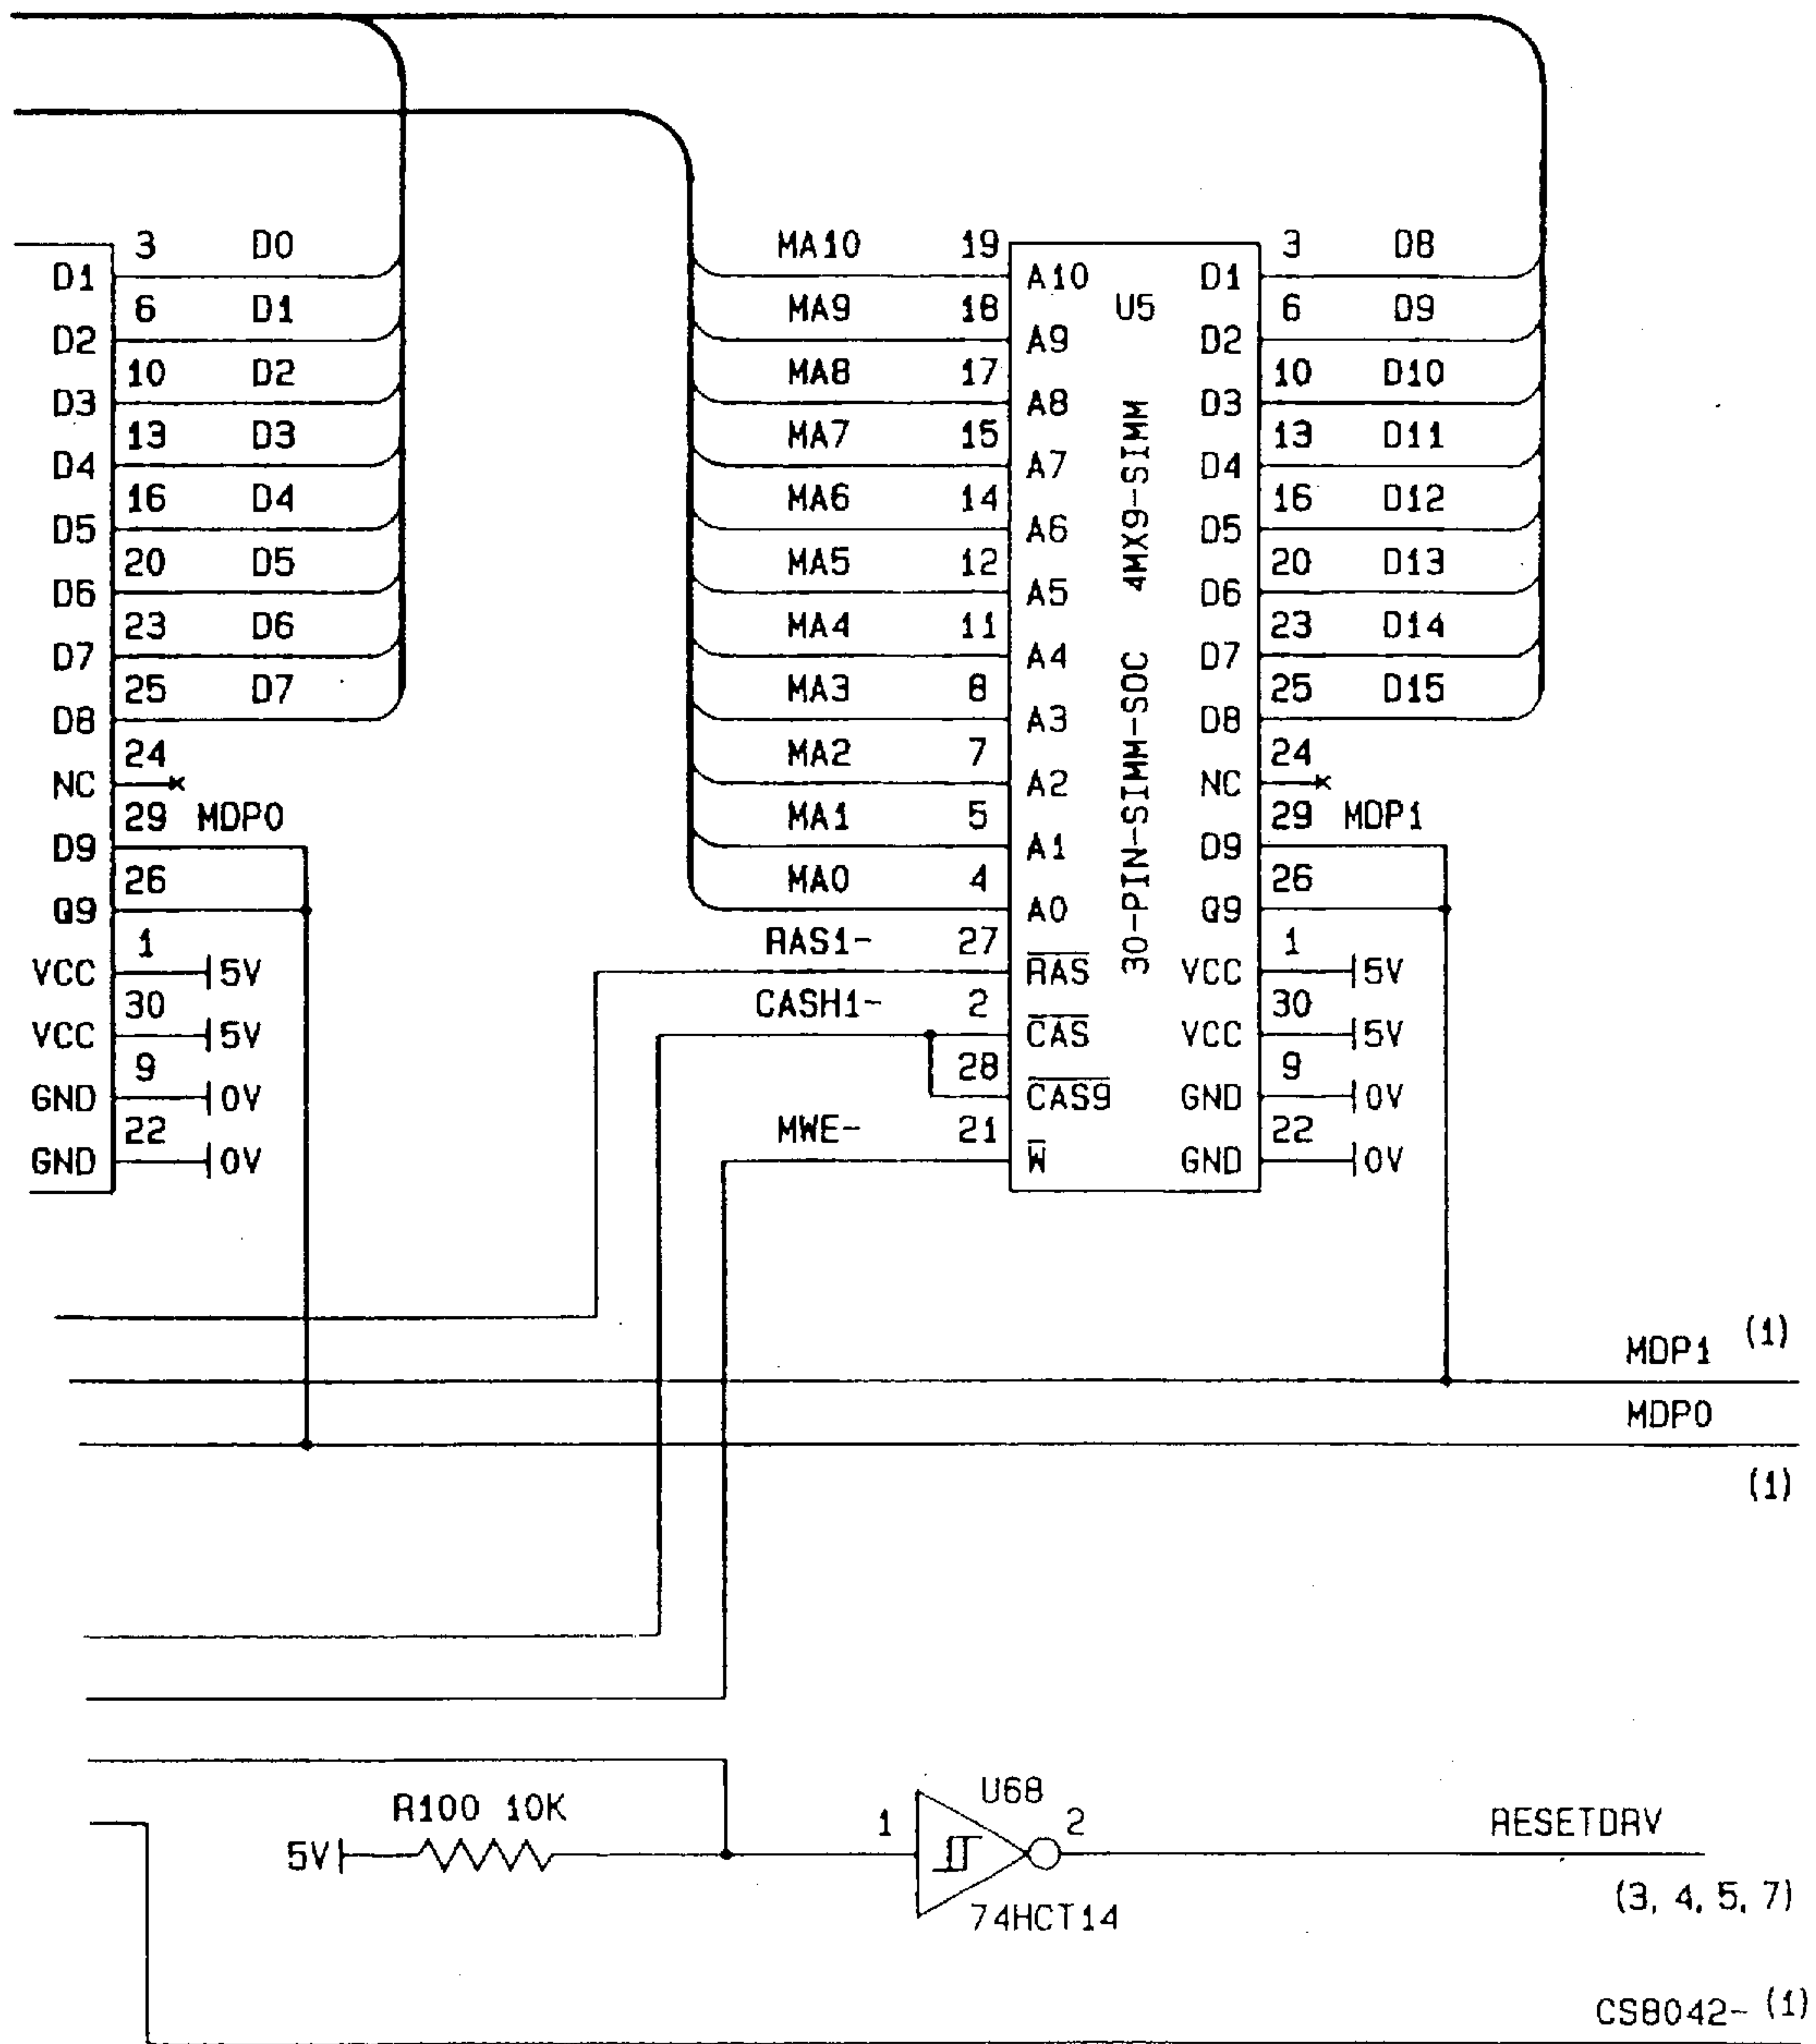 3 D0
D1
6 D1
D2
10 D2
D3
13 D3
D4
16 D4
D5
20 D5
D6
23 D6
D7
25 D7
D8
24
NC
29 MDP0
D9
26
Q9
1
VCC 5V
30
VCC 5V
9
GND 0V
22
GND 0V
MA10 19
A10
MA9 18
A9
MA8 17
A8
MA7 15
A7
MA6 14
A6
MA5 12
A5
MA4 11
A4
MA3 8
A3
MA2 7
A2
MA1 5
A1
MA0 4
A0
RAS1- 27
RAS
CASH1- 2
CAS
28
CAS9
MWE- 21
W
U5
30-PIN-SIMM-SOC 4MX9-SIMM
3 D8
D1
6 D9
D2
10 D10
D3
13 D11
D4
16 D12
D5
20 D13
D6
23 D14
D7
25 D15
D8
24
NC
29 MDP1
D9
26
Q9
1
VCC 5V
30
VCC 5V
9
GND 0V
22
GND 0V
MDP1 (1)
MDP0
(1)
R100 10K
5V
1 U68 2
74HCT14
RESETDRV
(3, 4, 5, 7)
CS8042- (1)